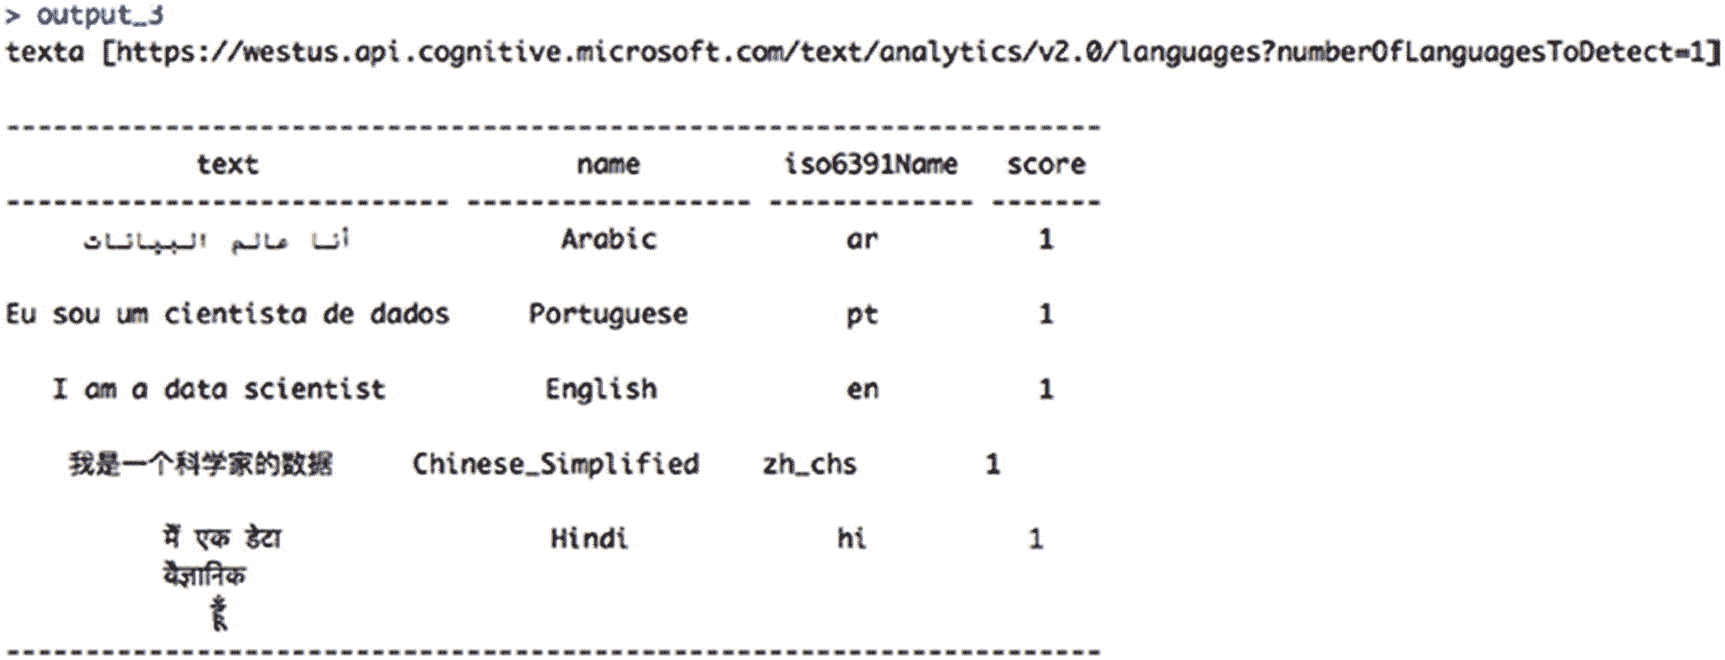 > output_3
texta [https://westus.api.cognitive.microsoft.com/text/analytics/v2.0/languages?numberOfLanguagesToDetect=1]
text name iso6391Name score
أنا عالم البيانات Arabic ar 1
Eu sou um cientista de dados Portuguese pt 1
I am a data scientist English en 1
我是一个科学家的数据 Chinese_Simplified zh_chs 1
मैं एक डेटा Hindi hi 1
वैज्ञानिक
हूँ